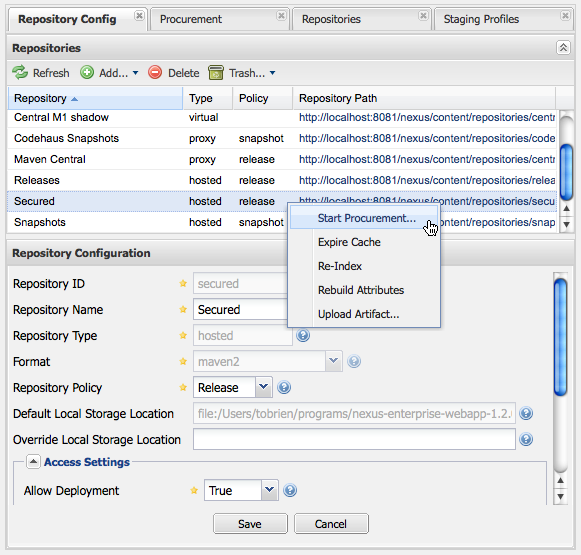 Repository Config Procurement Repositories Staging Profiles
Repositories
Refresh Add... Delete Trash...
Repository Type Policy Repository Path
Central M1 shadow virtual http://localhost:8081/nexus/content/repositories/centr
Codehaus Snapshots proxy snapshot http://localhost:8081/nexus/content/repositories/code
Maven Central proxy release http://localhost:8081/nexus/content/repositories/centr
Releases hosted release http://localhost:8081/nexus/content/repositories/relea
Secured hosted release http://localhost:8081/nexus/content/repositories/secu
Snapshots hosted snapshot http://localhost:8081/nexus/content/repositories/snap
Start Procurement...
Expire Cache
Re-Index
Rebuild Attributes
Upload Artifact...
Repository Configuration
Repository ID secured
Repository Name Secured
Repository Type hosted
Format maven2
Repository Policy Release
Default Local Storage Location file:/Users/tobrien/programs/nexus-enterprise-webapp-1.2.
Override Local Storage Location
Access Settings
Allow Deployment True
Save Cancel